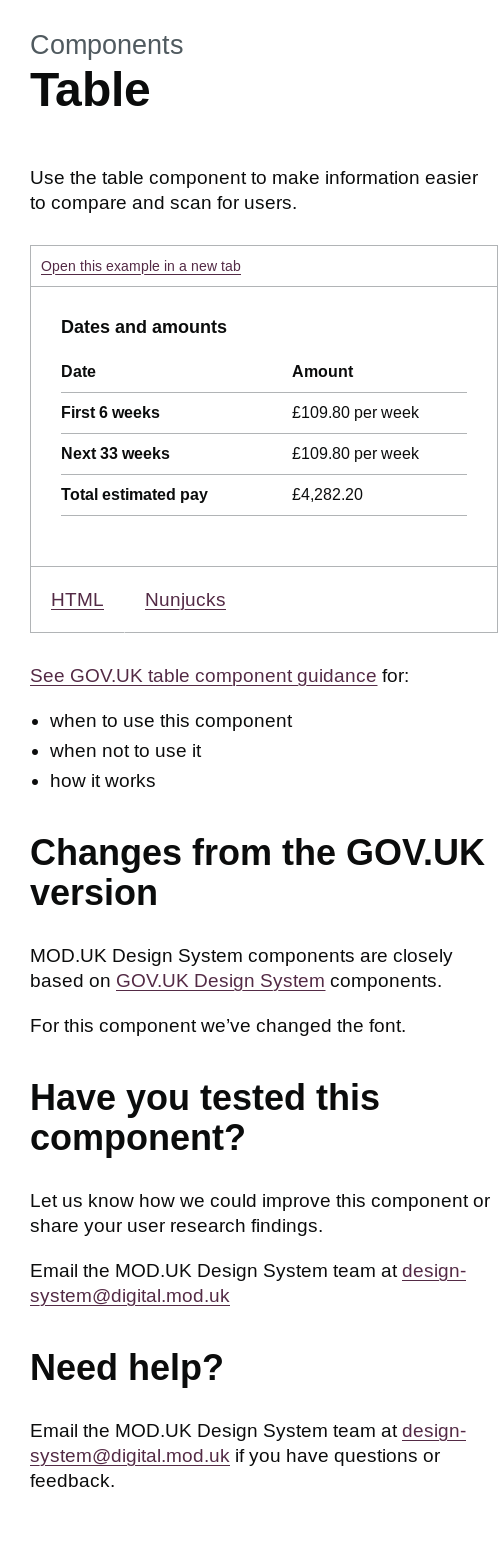 Components
Table
Use the table component to make information easier
to compare and scan for users.
Open this example in a new tab
Dates and amounts
Date Amount
First 6 weeks £109.80 per week
Next 33 weeks £109.80 per week
Total estimated pay £4,282.20
HTML Nunjucks
See GOV.UK table component guidance for:
• when to use this component
• when not to use it
• how it works
Changes from the GOV.UK
version
MOD.UK Design System components are closely
based on GOV.UK Design System components.
For this component we’ve changed the font.
Have you tested this
component?
Let us know how we could improve this component or
share your user research findings.
Email the MOD.UK Design System team at design-
system@digital.mod.uk
Need help?
Email the MOD.UK Design System team at design-
system@digital.mod.uk if you have questions or
feedback.